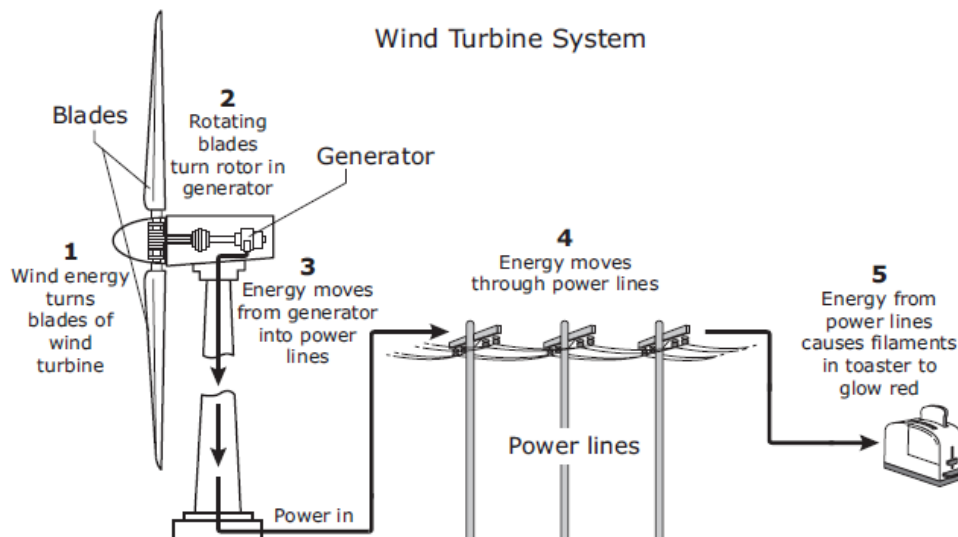 Wind Turbine System
Blades
2
Rotating
blades
turn rotor in
generator
Generator
1
Wind energy
turns
blades of
wind
turbine
3
Energy moves
from generator
into power
lines
4
Energy moves
through power lines
5
Energy from
power lines
causes filaments
in toaster to
glow red
Power lines
Power in